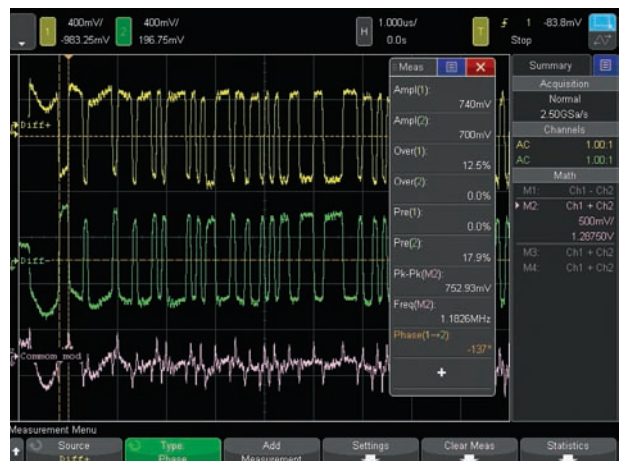 1 400mV/ 2 400mV/ H 1.000us/ T 1 -83.8mV
-983.25mV 196.75mV 0.0s Stop
Meas
Ampl(1):
740mV
Ampl(2):
700mV
Over(1):
12.5%
Over(2):
0.0%
Pre(1):
0.0%
Pre(2):
17.9%
Pk-Pk(M2):
752.93mV
Freq(M2):
1.1826MHz
Phase(1→2):
-137°
+
Summary
Acquisition
Normal
2.50GSa/s
Channels
AC 1.00:1
AC 1.00:1
Math
M1: Ch1 - Ch2
M2: Ch1 + Ch2
500mV/
1.28750V
M3: Ch1 + Ch2
M4: Ch1 + Ch2
Diff+
Diff-
Commom_mod
Measurement Menu
Source Type: Add Settings Clear Meas Statistics
Diff+ Phase Measurement